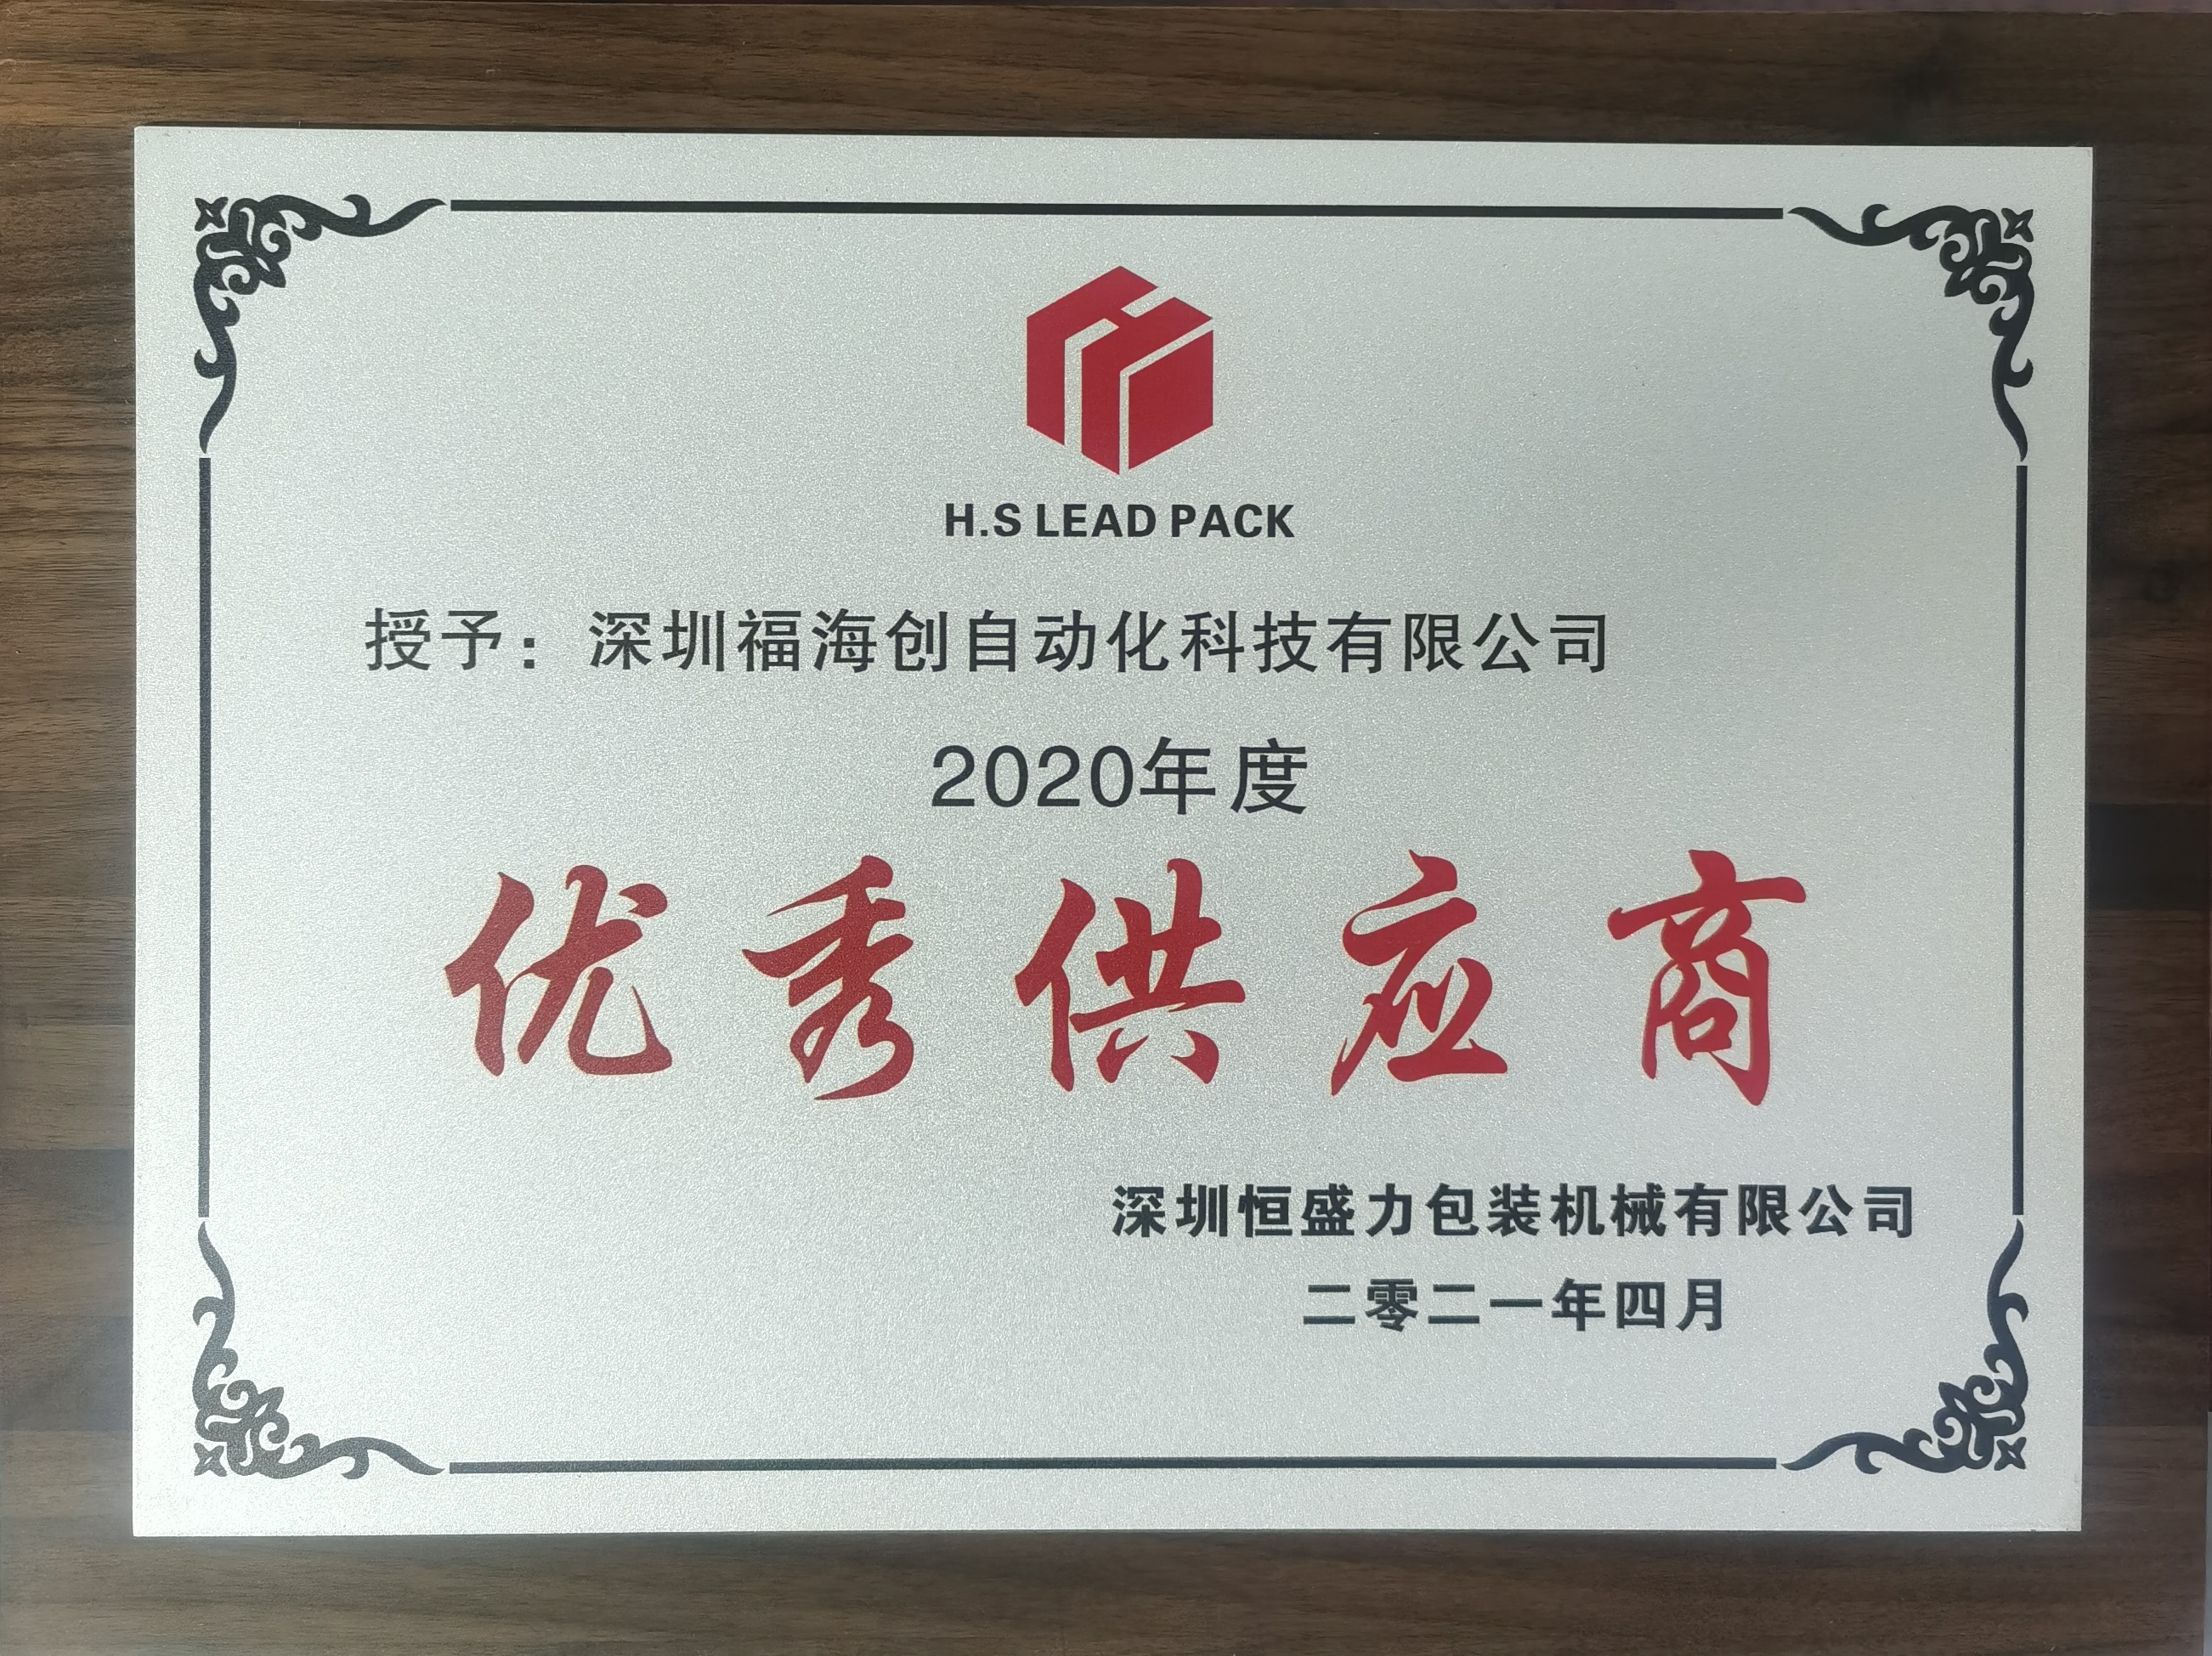 H.S LEAD PACK
授予：深圳福海创自动化科技有限公司
2020年度
优秀供应商
深圳恒盛力包装机械有限公司
二零二一年四月